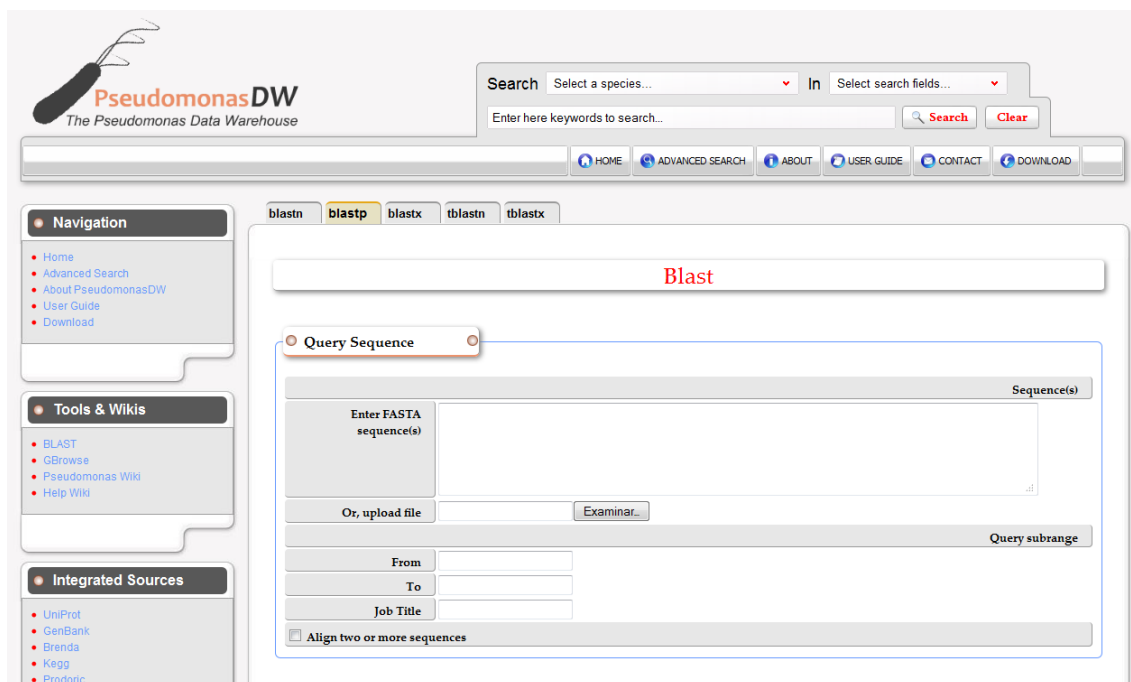 PseudomonasDW
The Pseudomonas Data Warehouse
Search Select a species... In Select search fields...
Enter here keywords to search... Search Clear
HOME ADVANCED SEARCH ABOUT USER GUIDE CONTACT DOWNLOAD
Navigation
Home
Advanced Search
About PseudomonasDW
User Guide
Download
Tools & Wikis
BLAST
GBrowse
Pseudomonas Wiki
Help Wiki
Integrated Sources
UniProt
GenBank
Brenda
Kegg
Prodoric
blastn blastp blastx tblastn tblastx
Blast
Query Sequence
Sequence(s)
Enter FASTA
sequence(s)
Or, upload file Examinar..
Query subrange
From
To
Job Title
Align two or more sequences